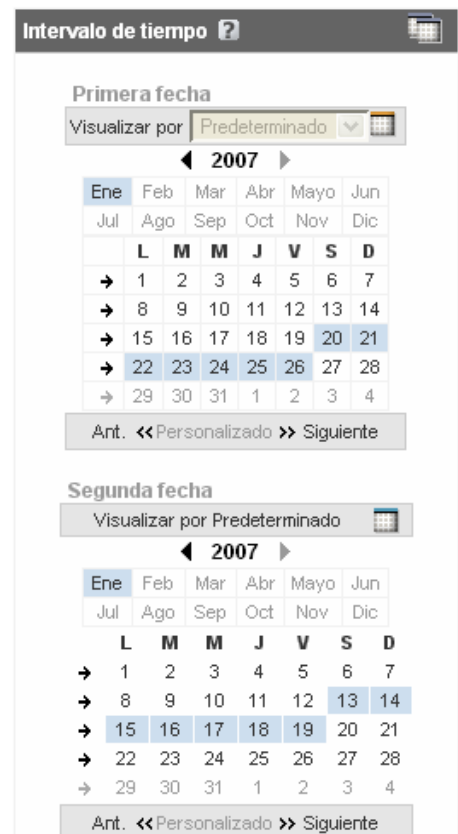 Intervalo de tiempo ?
Primera fecha
Visualizar por Predeterminado
2007
Ene Feb Mar Abr Mayo Jun
Jul Ago Sep Oct Nov Dic
L M M J V S D
1 2 3 4 5 6 7
8 9 10 11 12 13 14
15 16 17 18 19 20 21
22 23 24 25 26 27 28
29 30 31 1 2 3 4
Ant. «Personalizado » Siguiente
Segunda fecha
Visualizar por Predeterminado
2007
Ene Feb Mar Abr Mayo Jun
Jul Ago Sep Oct Nov Dic
L M M J V S D
1 2 3 4 5 6 7
8 9 10 11 12 13 14
15 16 17 18 19 20 21
22 23 24 25 26 27 28
29 30 31 1 2 3 4
Ant. «Personalizado » Siguiente